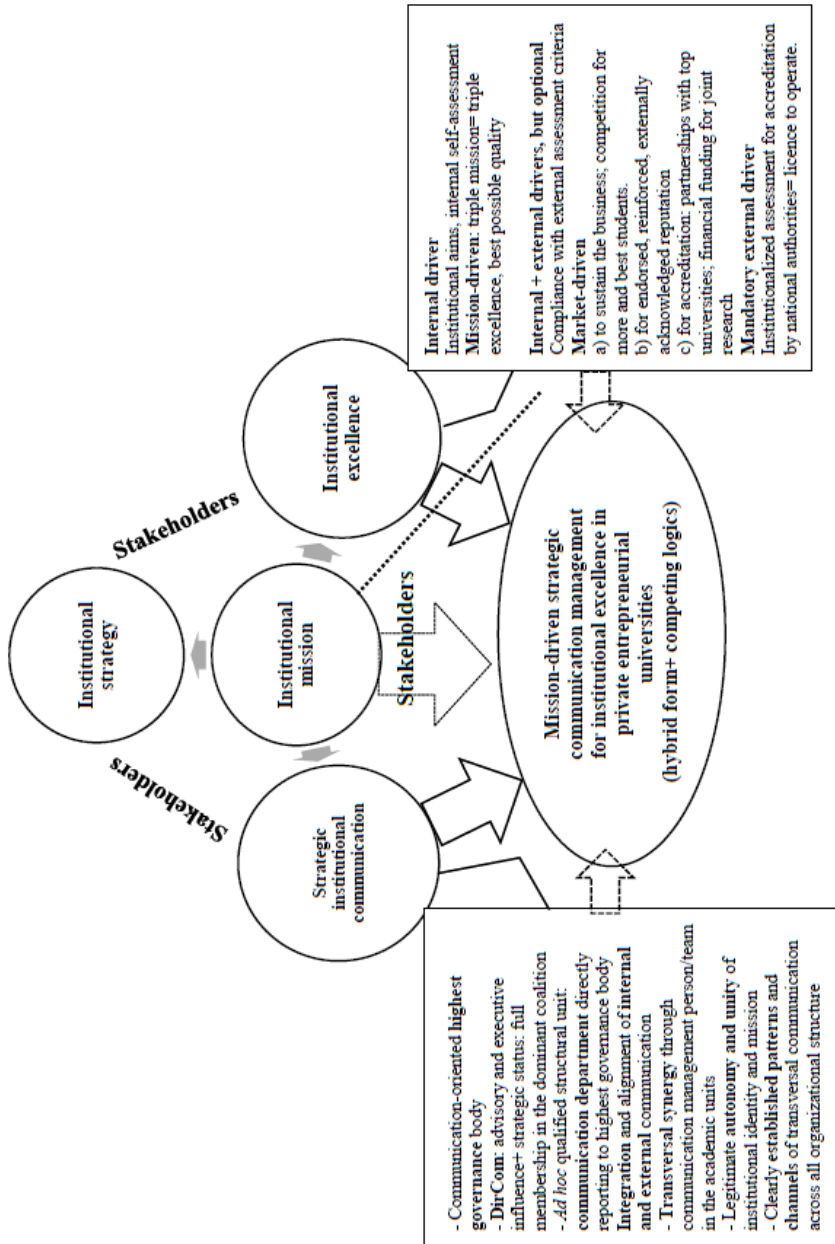 Stakeholders
Stakeholders
Institutional
strategy
Strategic
institutional
communication
Institutional
mission
Institutional
excellence
Stakeholders
Mission-driven strategic
communication management
for institutional excellence in
private entrepreneurial
universities
(hybrid form+ competing logics)
- Communication-oriented highest
governance body
- DirCom: advisory and executive
influence+ strategic status: full
membership in the dominant coalition
- Ad hoc qualified structural unit:
communication department directly
reporting to highest governance body
Integration and alignment of internal
and external communication
- Transversal synergy through
communication management person/team
in the academic units
- Legitimate autonomy and unity of
institutional identity and mission
- Clearly established patterns and
channels of transversal communication
across all organizational structure
Internal driver
Institutional aims, internal self-assessment
Mission-driven: triple mission= triple
excellence, best possible quality
Internal + external drivers, but optional
Compliance with external assessment criteria
Market-driven
a) to sustain the business; competition for
more and best students.
b) for endorsed, reinforced, externally
acknowledged reputation
c) for accreditation: partnerships with top
universities; financial funding for joint
research
Mandatory external driver
Institutionalized assessment for accreditation
by national authorities= licence to operate.